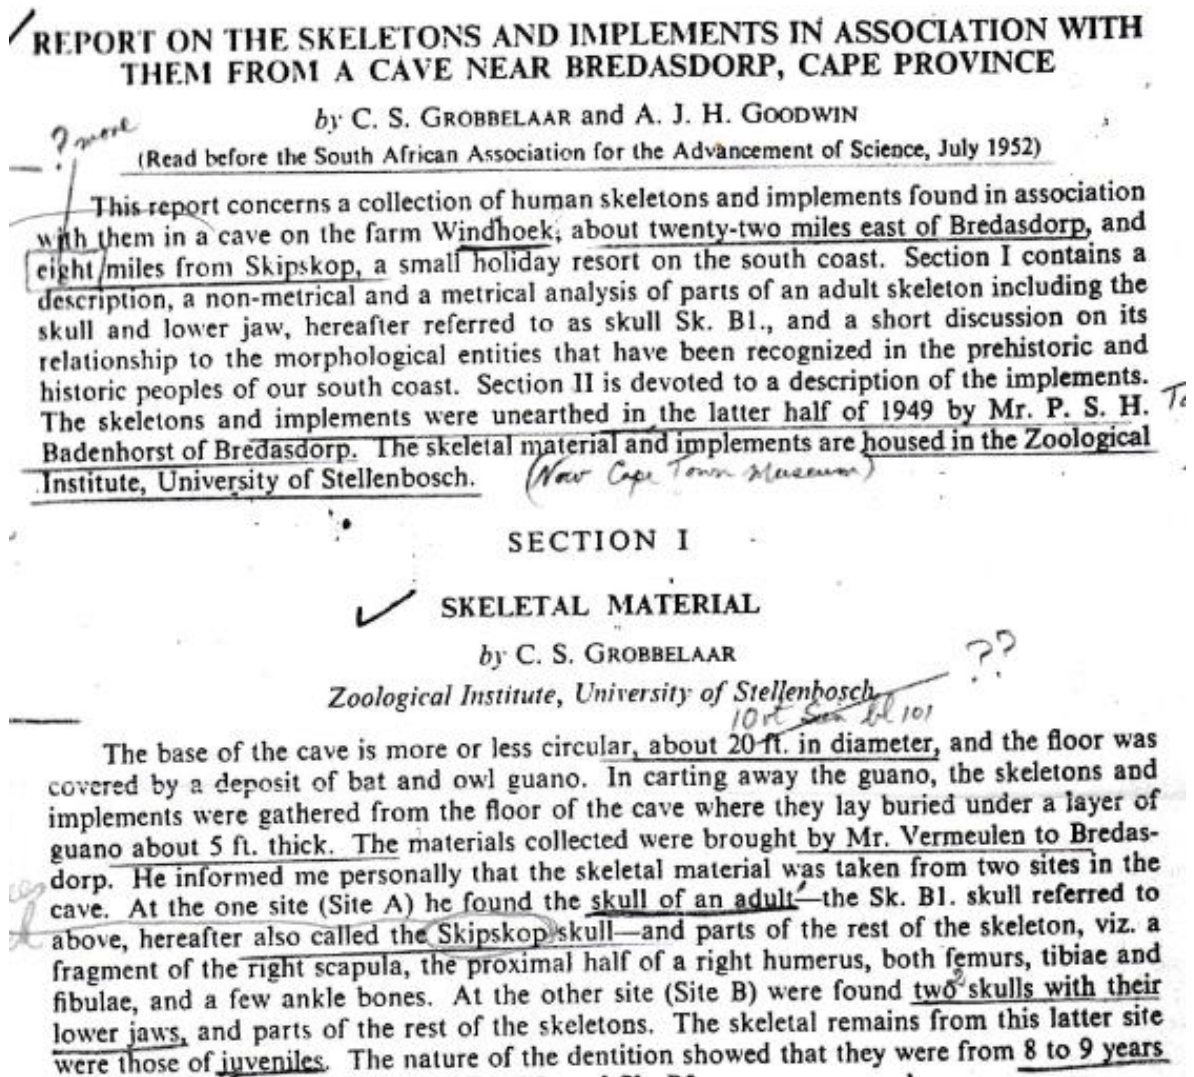 REPORT ON THE SKELETONS AND IMPLEMENTS IN ASSOCIATION WITH
THEM FROM A CAVE NEAR BREDASDORP, CAPE PROVINCE
by C. S. GROBBELAAR and A. J. H. GOODWIN
? more
(Read before the South African Association for the Advancement of Science, July 1952)
This report concerns a collection of human skeletons and implements found in association
with them in a cave on the farm Windhoek, about twenty-two miles east of Bredasdorp, and
eight miles from Skipskop, a small holiday resort on the south coast. Section I contains a
description, a non-metrical and a metrical analysis of parts of an adult skeleton including the
skull and lower jaw, hereafter referred to as skull Sk. B1., and a short discussion on its
relationship to the morphological entities that have been recognized in the prehistoric and
historic peoples of our south coast. Section II is devoted to a description of the implements.
The skeletons and implements were unearthed in the latter half of 1949 by Mr. P. S. H.
Badenhorst of Bredasdorp. The skeletal material and implements are housed in the Zoological
Institute, University of Stellenbosch. (Now Cape Town Museum)
SECTION I
SKELETAL MATERIAL
by C. S. GROBBELAAR
??
Zoological Institute, University of Stellenbosch
bl 101
The base of the cave is more or less circular, about 20 ft. in diameter, and the floor was
covered by a deposit of bat and owl guano. In carting away the guano, the skeletons and
implements were gathered from the floor of the cave where they lay buried under a layer of
guano about 5 ft. thick. The materials collected were brought by Mr. Vermeulen to Bredas-
dorp. He informed me personally that the skeletal material was taken from two sites in the
cave. At the one site (Site A) he found the skull of an adult—the Sk. B1. skull referred to
above, hereafter also called the Skipskop skull—and parts of the rest of the skeleton, viz. a
fragment of the right scapula, the proximal half of a right humerus, both femurs, tibiae and
fibulae, and a few ankle bones. At the other site (Site B) were found two 2 skulls with their
lower jaws, and parts of the rest of the skeletons. The skeletal remains from this latter site
were those of juveniles. The nature of the dentition showed that they were from 8 to 9 years